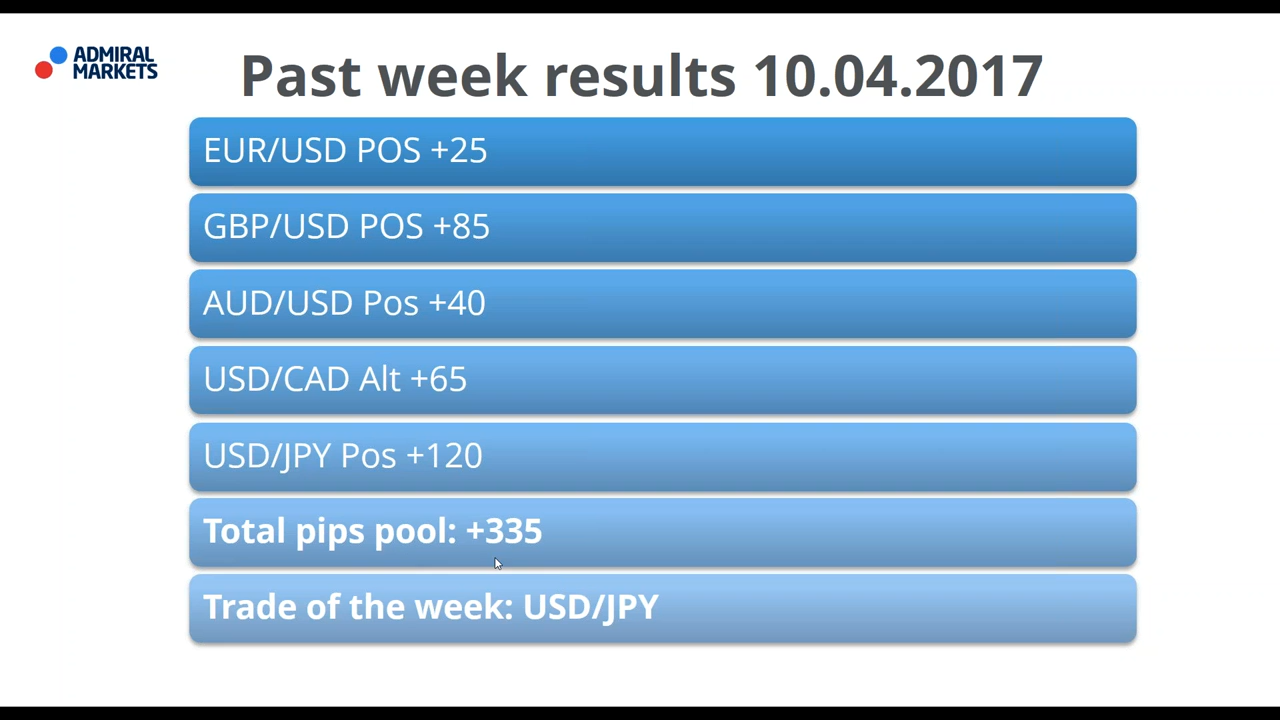 ADMIRAL
MARKETS
Past week results 10.04.2017
EUR/USD POS +25
GBP/USD POS +85
AUD/USD Pos +40
USD/CAD Alt +65
USD/JPY Pos +120
Total pips pool: +335
Trade of the week: USD/JPY